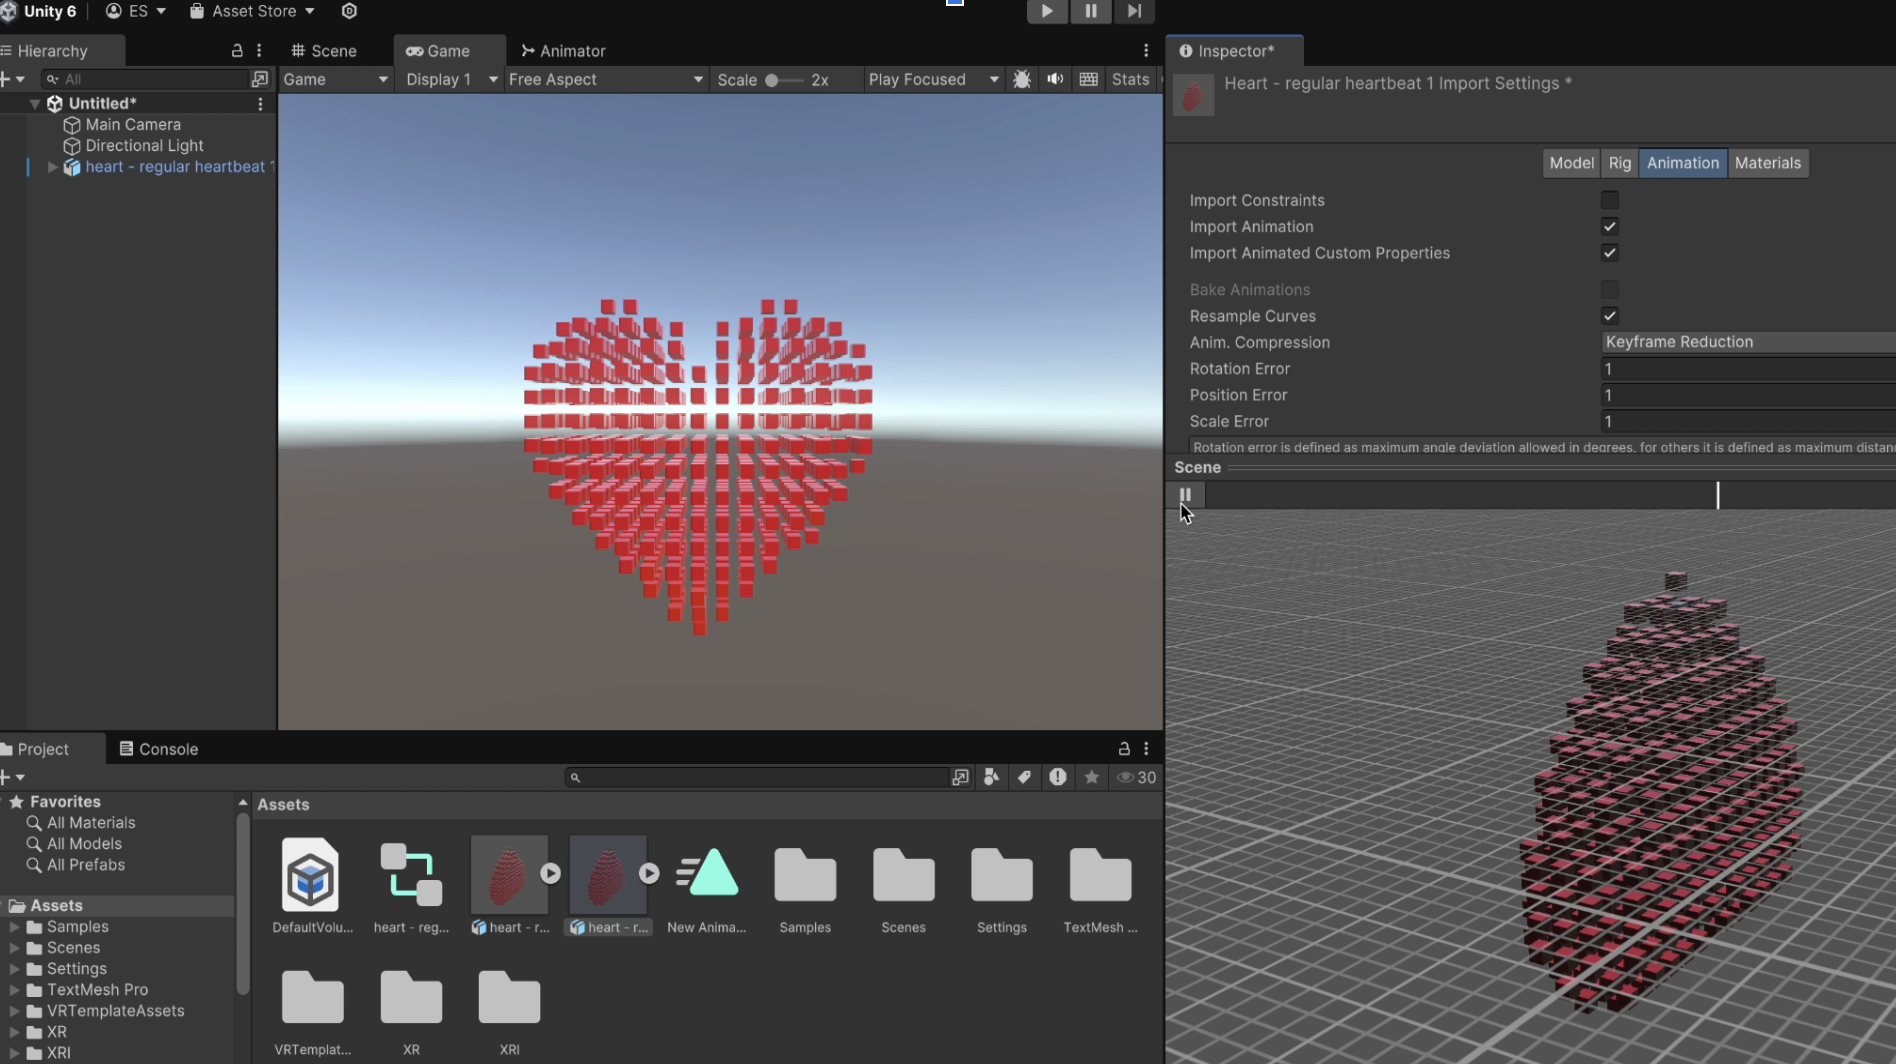 Unity 6
ES
Asset Store
Hierarchy
All
Untitled*
Main Camera
Directional Light
heart - regular heartbeat 1
Scene
Game
Animator
Game
Display 1
Free Aspect
Scale
2x
Play Focused
Stats
Inspector*
Heart - regular heartbeat 1 Import Settings *
Model
Rig
Animation
Materials
Import Constraints
Import Animation
Import Animated Custom Properties
Bake Animations
Resample Curves
Anim. Compression
Keyframe Reduction
Rotation Error
1
Position Error
1
Scale Error
1
Rotation error is defined as maximum angle deviation allowed in degrees, for others it is defined as maximum distan
Scene
Project
Console
30
Favorites
All Materials
All Models
All Prefabs
Assets
Samples
Scenes
Settings
TextMesh Pro
VRTemplateAssets
XR
XRI
Assets
DefaultVolu...
heart - reg...
heart - r...
heart - r...
New Anima...
Samples
Scenes
Settings
TextMesh ...
VRTemplat...
XR
XRI